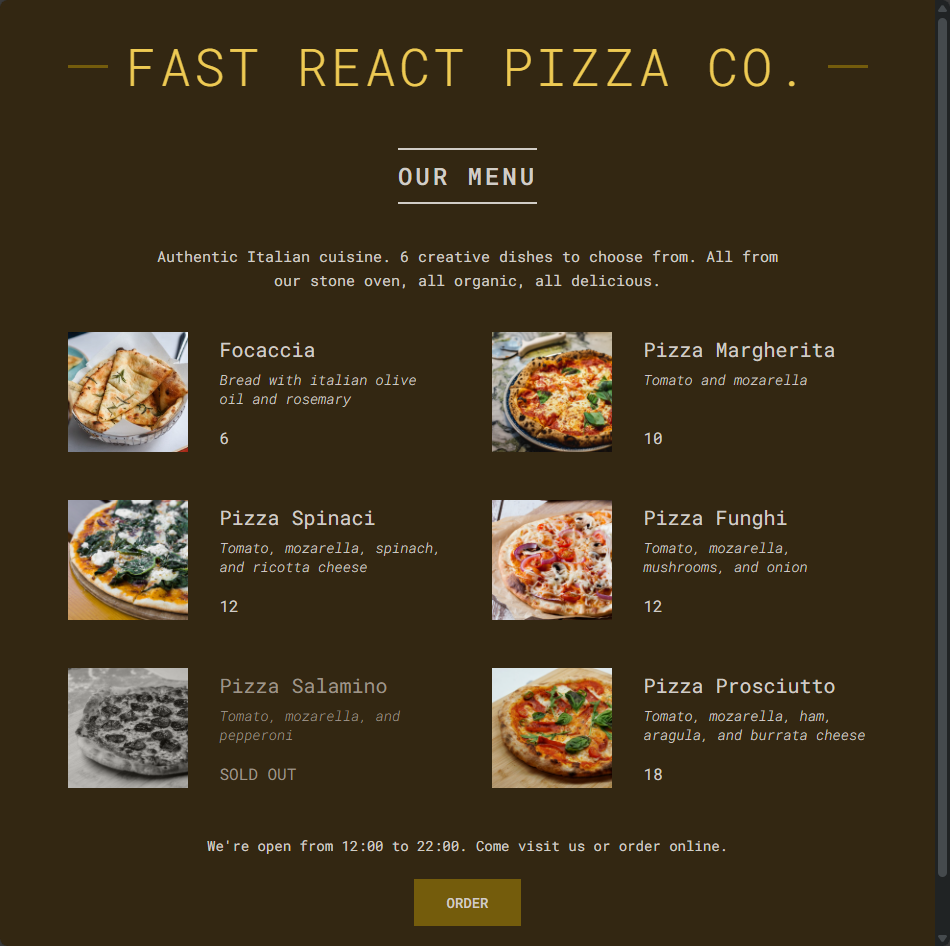 FAST REACT PIZZA CO.
OUR MENU
Authentic Italian cuisine. 6 creative dishes to choose from. All from
our stone oven, all organic, all delicious.
Focaccia
Bread with italian olive
oil and rosemary
6
Pizza Margherita
Tomato and mozarella
10
Pizza Spinaci
Tomato, mozarella, spinach,
and ricotta cheese
12
Pizza Funghi
Tomato, mozarella,
mushrooms, and onion
12
Pizza Salamino
Tomato, mozarella, and
pepperoni
SOLD OUT
Pizza Prosciutto
Tomato, mozarella, ham,
aragula, and burrata cheese
18
We're open from 12:00 to 22:00. Come visit us or order online.
ORDER